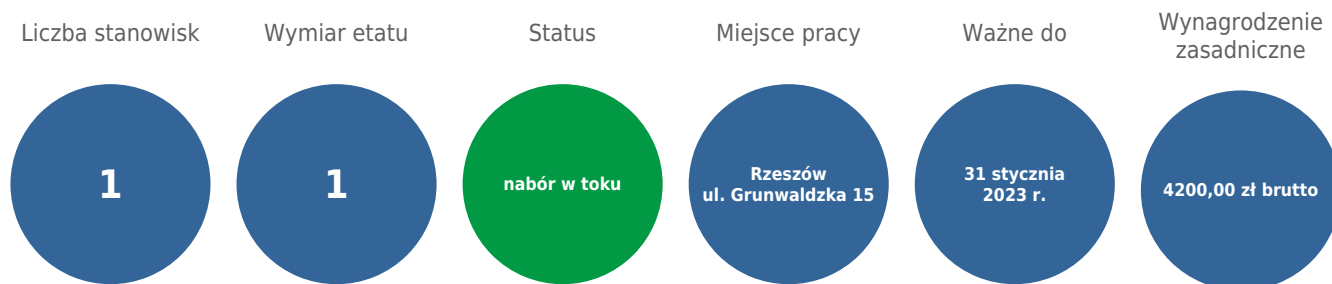 Liczba stanowisk
1
Wymiar etatu
1
Status
nabór w toku
Miejsce pracy
Rzeszów
ul. Grunwaldzka 15
Ważne do
31 stycznia
2023 r.
Wynagrodzenie
zasadniczne
4200,00 zł brutto